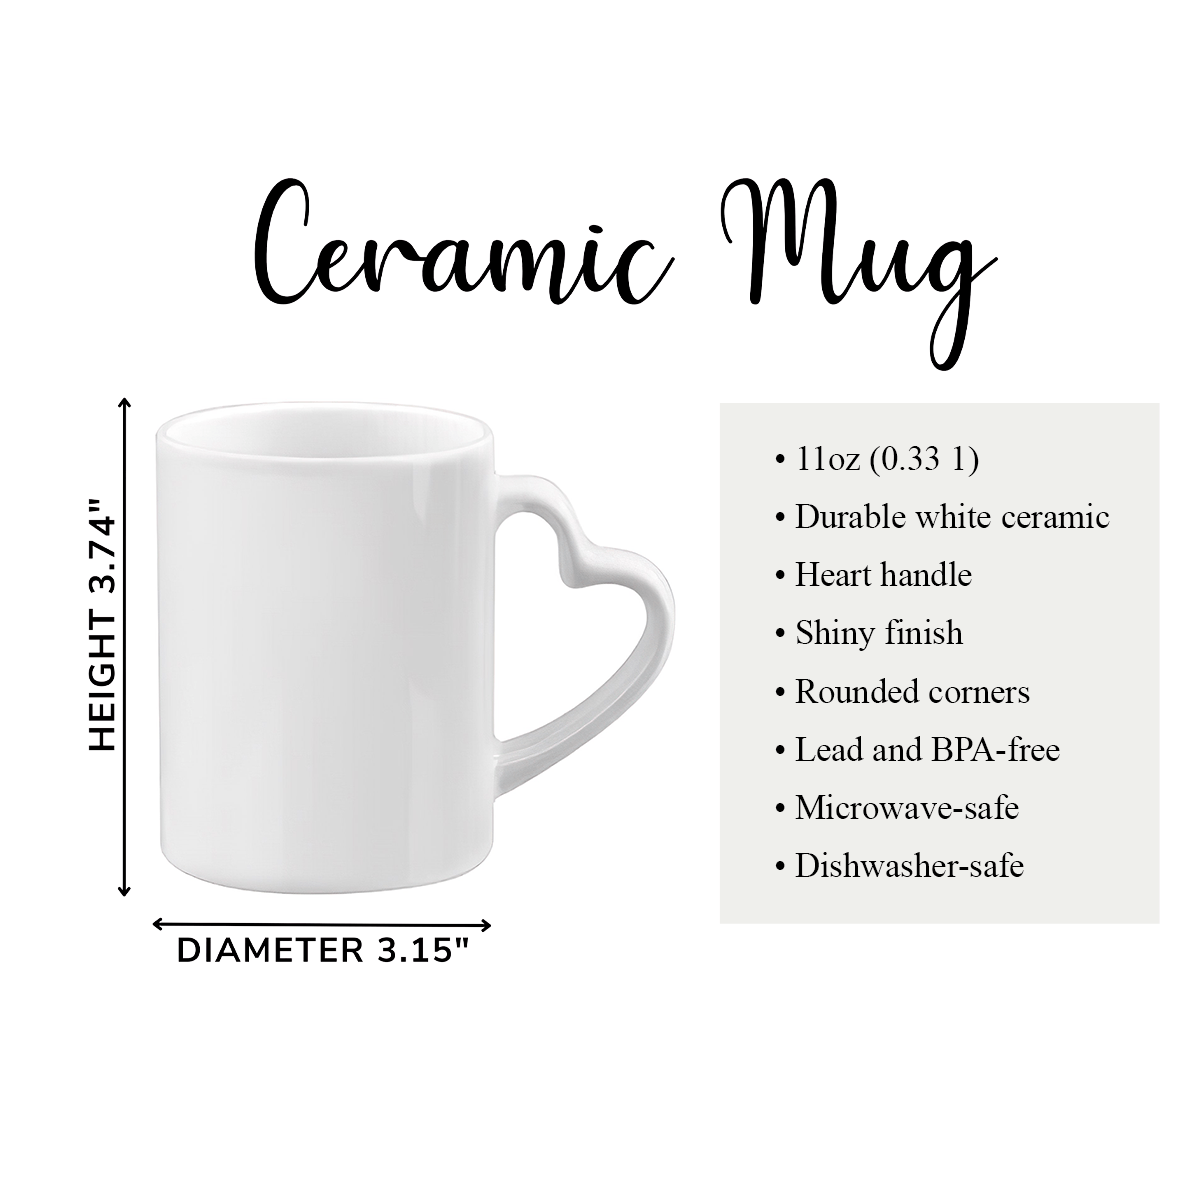 Ceramic Mug
HEIGHT 3.74"
DIAMETER 3.15"
• 11oz (0.33 1)
• Durable white ceramic
• Heart handle
• Shiny finish
• Rounded corners
• Lead and BPA-free
• Microwave-safe
• Dishwasher-safe